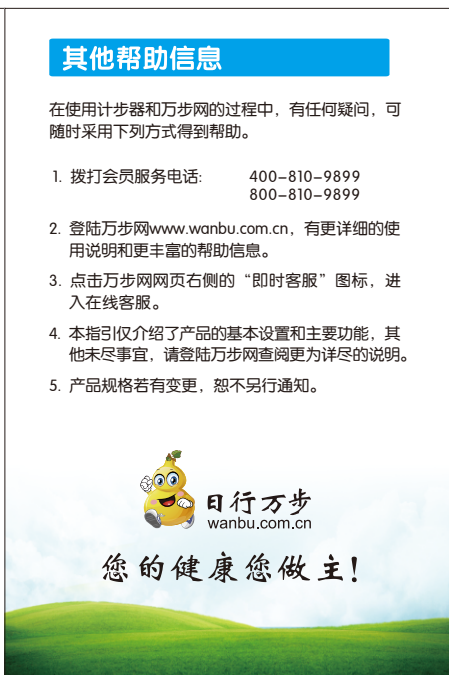 其他帮助信息
在使用计步器和万步网的过程中，有任何疑问，可
随时采用下列方式得到帮助。
1. 拨打会员服务电话: 400-810-9899
800-810-9899
2. 登陆万步网www.wanbu.com.cn，有更详细的使
用说明和更丰富的帮助信息。
3. 点击万步网网页右侧的“即时客服”图标，进
入在线客服。
4. 本指引仅介绍了产品的基本设置和主要功能，其
他未尽事宜，请登陆万步网查阅更为详尽的说明。
5. 产品规格若有变更，恕不另行通知。
日行万步
wanbu.com.cn
您的健康您做主!